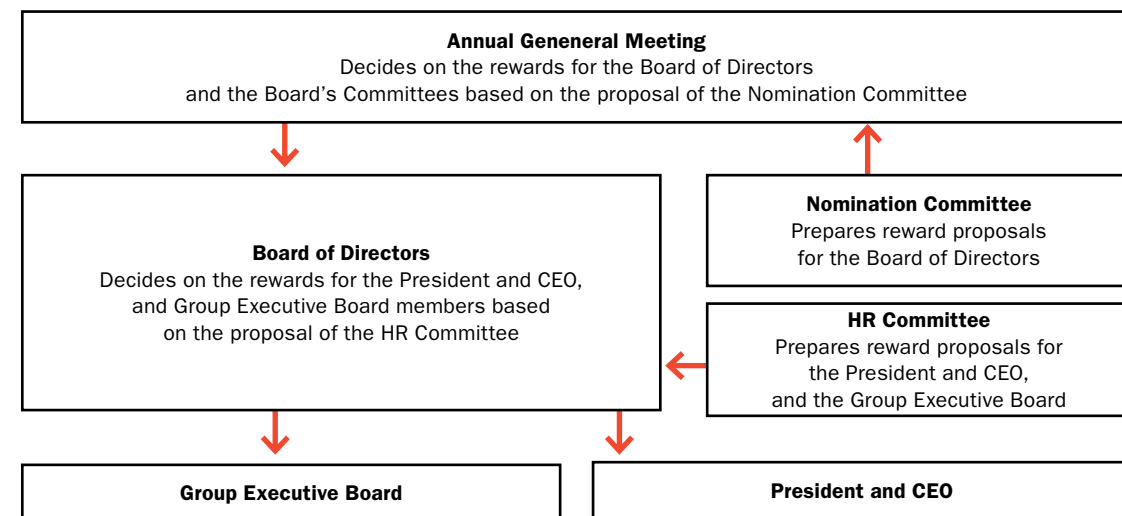 Annual Geneneral Meeting
Decides on the rewards for the Board of Directors
and the Board’s Committees based on the proposal of the Nomination Committee
Board of Directors
Decides on the rewards for the President and CEO,
and Group Executive Board members based
on the proposal of the HR Committee
Nomination Committee
Prepares reward proposals
for the Board of Directors
HR Committee
Prepares reward proposals for
the President and CEO,
and the Group Executive Board
Group Executive Board
President and CEO